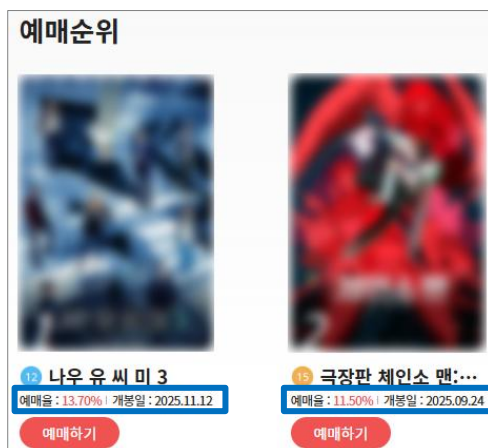 예매순위
12 나우 유 씨 미 3
예매율 : 13.70% | 개봉일 : 2025.11.12
예매하기
15 극장판 체인소 맨:…
예매율 : 11.50% | 개봉일 : 2025.09.24
예매하기